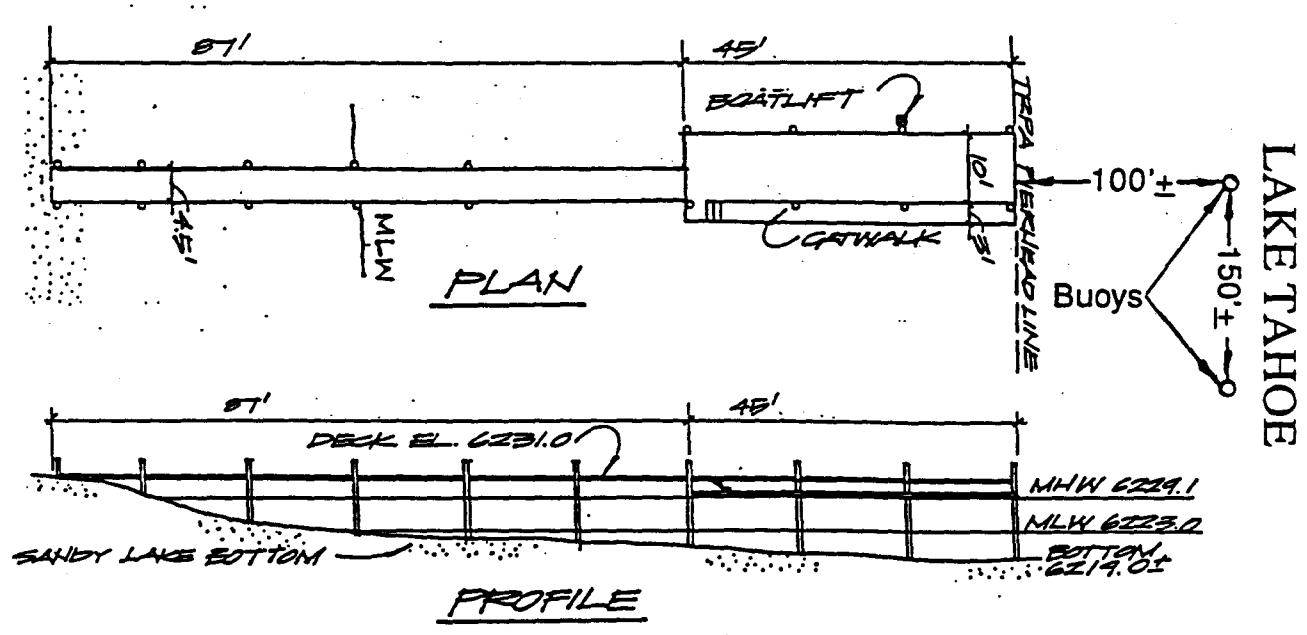 87'
45'
BOATLIFT
TRPA PIERHEAD LINE
10'
100'±
LAKE TAHOE
4.5'
MLW
CATWALK
3'
150'±
Buoys
PLAN
87'
45'
DECK EL. 6231.0
MHW 6229.1
MLW 6223.0
SANDY LAKE BOTTOM
BOTTOM
6219.0±
PROFILE